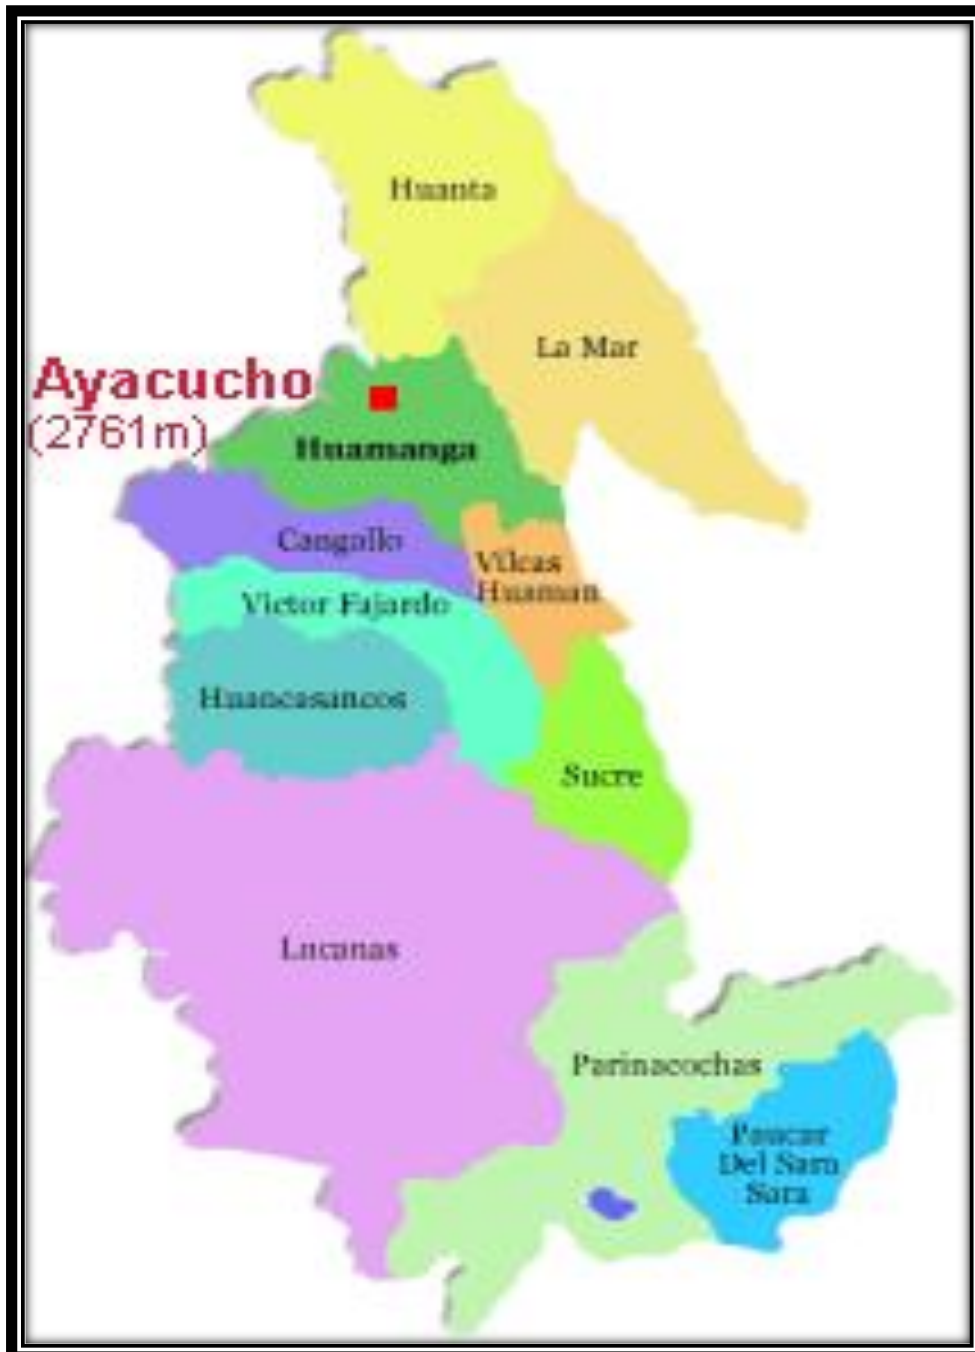 Huanta
La Mar
Ayacucho
(2761m)
Huamanga
Cangallo
Vilcas
Huaman
Victor Fajardo
Huancasancos
Sucre
Lucanas
Parinacochas
Paucar
Del Sara
Sara